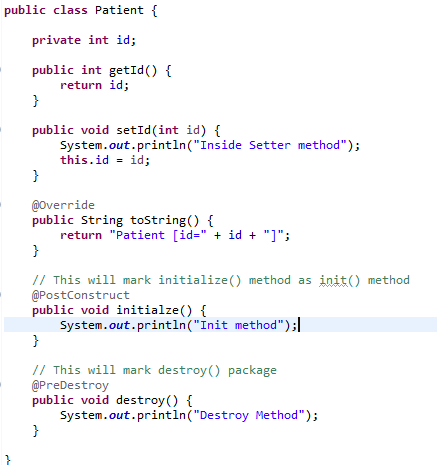 public class Patient {
private int id;
public int getId() {
return id;
}
public void setId(int id) {
System.out.println("Inside Setter method");
this.id = id;
}
@Override
public String toString() {
return "Patient [id=" + id + "]";
}
// This will mark initialize() method as init() method
@PostConstruct
public void initialze() {
System.out.println("Init method");
}
// This will mark destroy() package
@PreDestroy
public void destroy() {
System.out.println("Destroy Method");
}
}